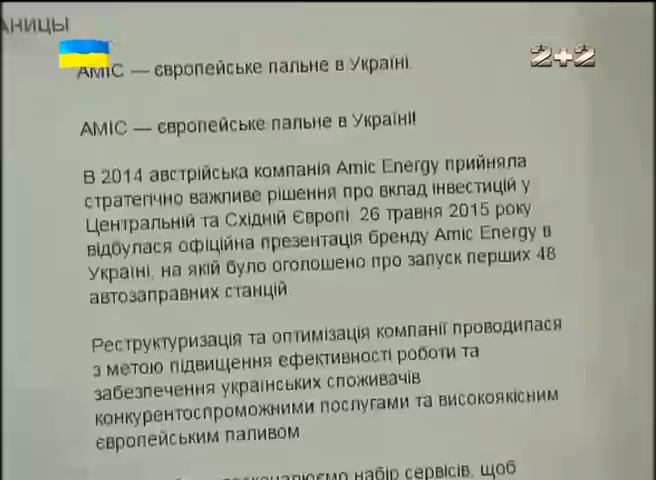 АНИЦЫ
2+2
АМІС — європейське пальне в Україні.
АМІС — європейське пальне в Україні!
В 2014 австрійська компанія Amic Energy прийняла
стратегічно важливе рішення про вклад інвестицій у
Центральній та Східній Європі. 26 травня 2015 року
відбулася офіційна презентація бренду Amic Energy в
Україні, на якій було оголошено про запуск перших 48
автозаправних станцій.
Реструктуризація та оптимізація компанії проводилася
з метою підвищення ефективності роботи та
забезпечення українських споживачів
конкурентоспроможними послугами та високоякісним
європейським паливом.
набір сервісів, щоб